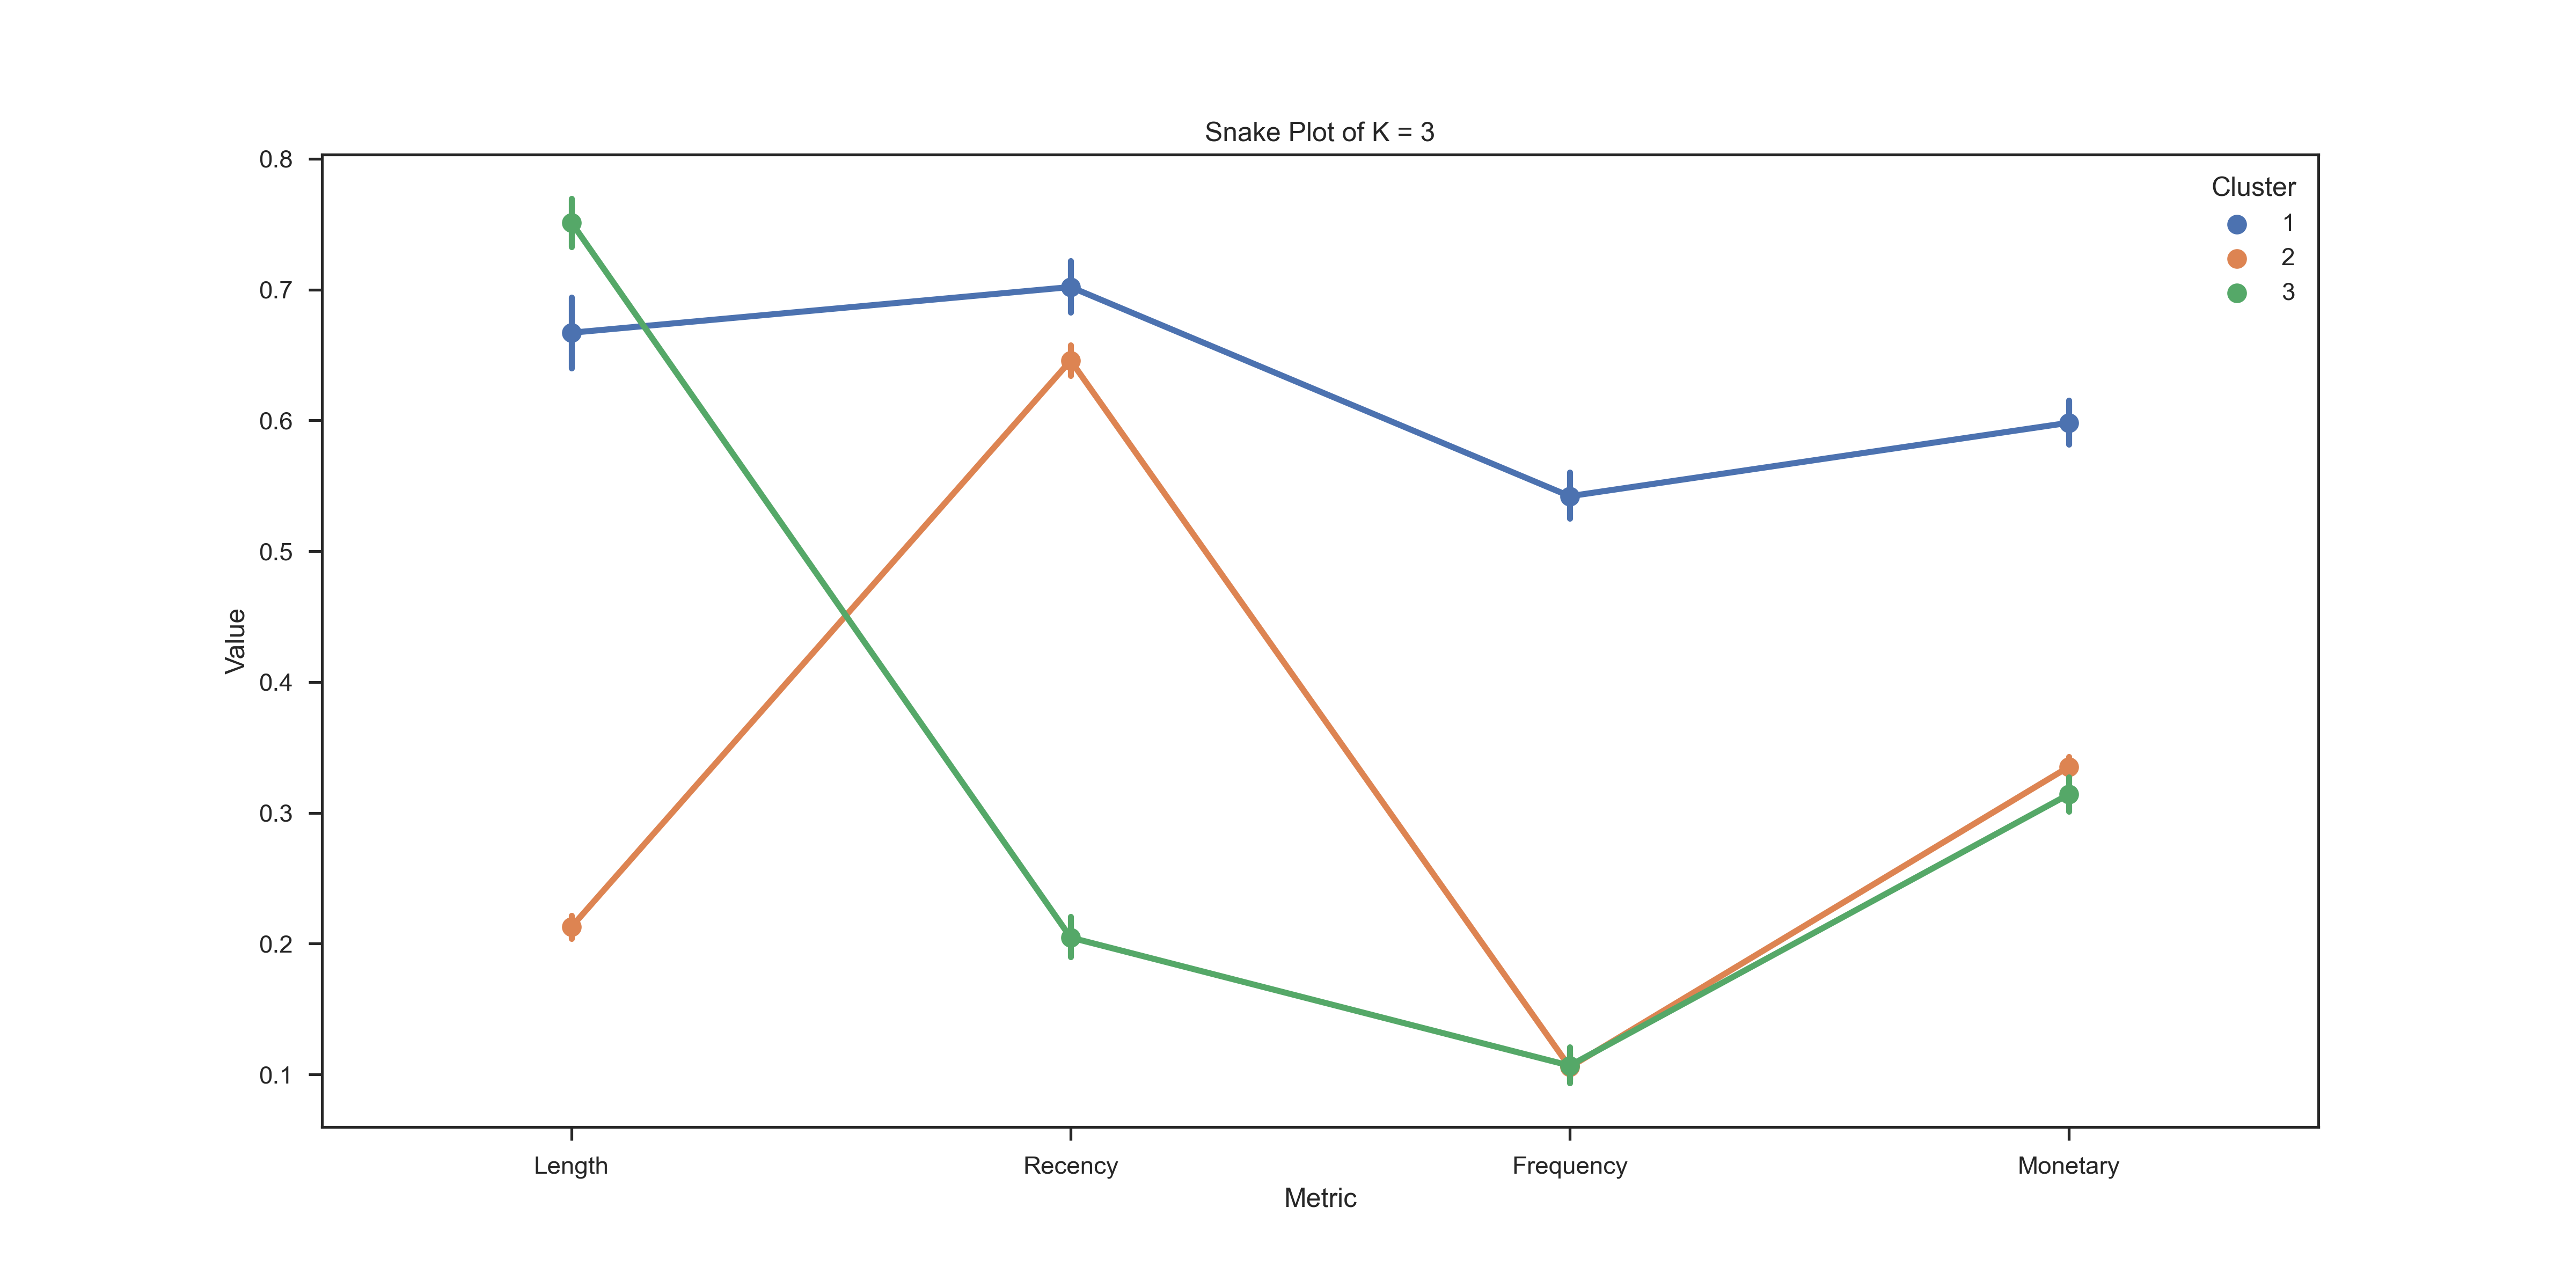 Snake Plot of K = 3
0.8
0.7
0.6
0.5
0.4
0.3
0.2
0.1
Value
Cluster
1
2
3
Length Recency Frequency Monetary
Metric